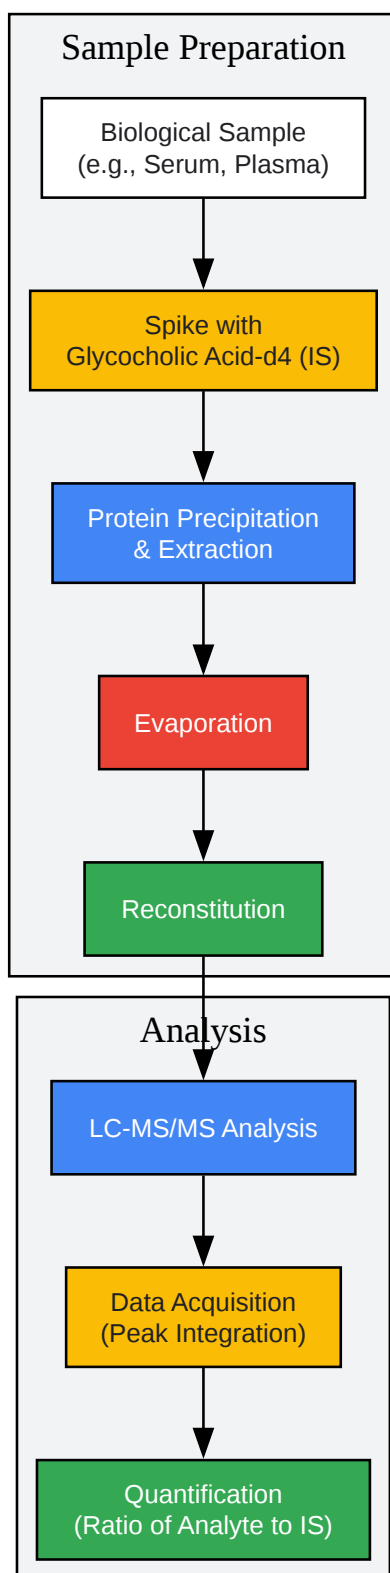 Sample Preparation
Biological Sample
(e.g., Serum, Plasma)
Spike with
Glycocholic Acid-d4 (IS)
Protein Precipitation
& Extraction
Evaporation
Reconstitution
Analysis
LC-MS/MS Analysis
Data Acquisition
(Peak Integration)
Quantification
(Ratio of Analyte to IS)